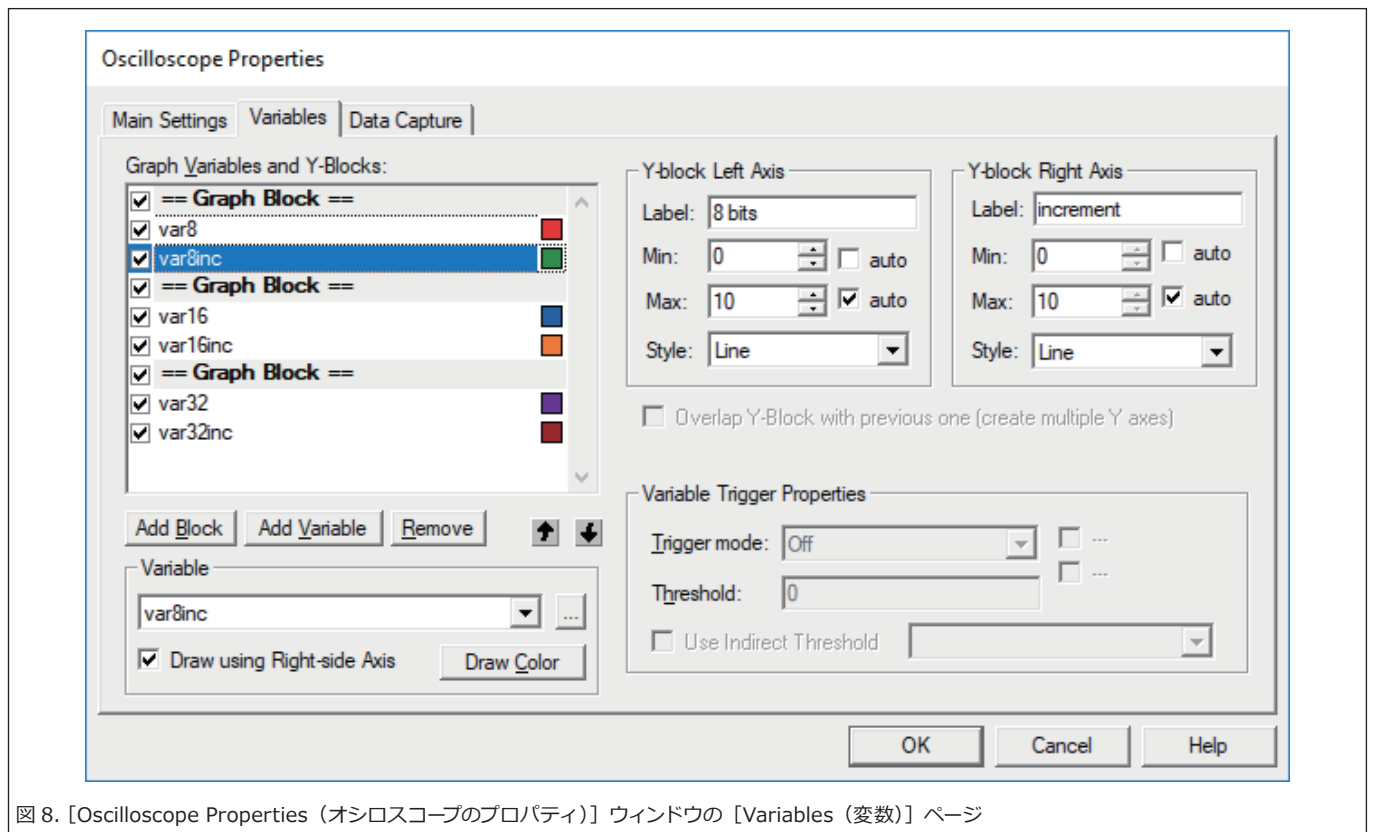 Oscilloscope Properties
Main Settings
Variables
Data Capture
Graph Variables and Y-Blocks:
== Graph Block ==
var8
var8inc
== Graph Block ==
var16
var16inc
== Graph Block ==
var32
var32inc
Add Block
Add Variable
Remove
Variable
var8inc
...
Draw using Right-side Axis
Draw Color
Y-block Left Axis
Label: 8 bits
Min: 0 auto
Max: 10 auto
Style: Line
Y-block Right Axis
Label: increment
Min: 0 auto
Max: 10 auto
Style: Line
Overlap Y-Block with previous one (create multiple Y axes)
Variable Trigger Properties
Trigger mode: Off ---
Threshold: 0 ---
Use Indirect Threshold
OK
Cancel
Help
図 8. [Oscilloscope Properties（オシロスコープのプロパティ）] ウィンドウの [Variables（変数）] ページ